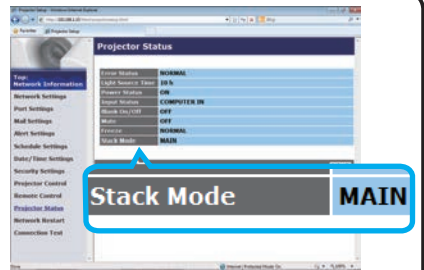 Projector Status
Top:
Network Information
Network Settings
Port Settings
Mail Settings
Alert Settings
Schedule Settings
Date/Time Settings
Security Settings
Projector Control
Remote Control
Projector Status
Network Restart
Connection Test
Error Status NORMAL
Light Source Time 10 h
Power Status ON
Input Status COMPUTER IN
Blank On/Off OFF
Mute OFF
Freeze NORMAL
Stack Mode MAIN
Stack Mode MAIN